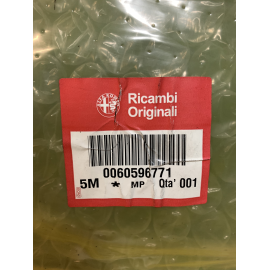 Ricambi
Originali
0060596771
5M * MP Qta' 001